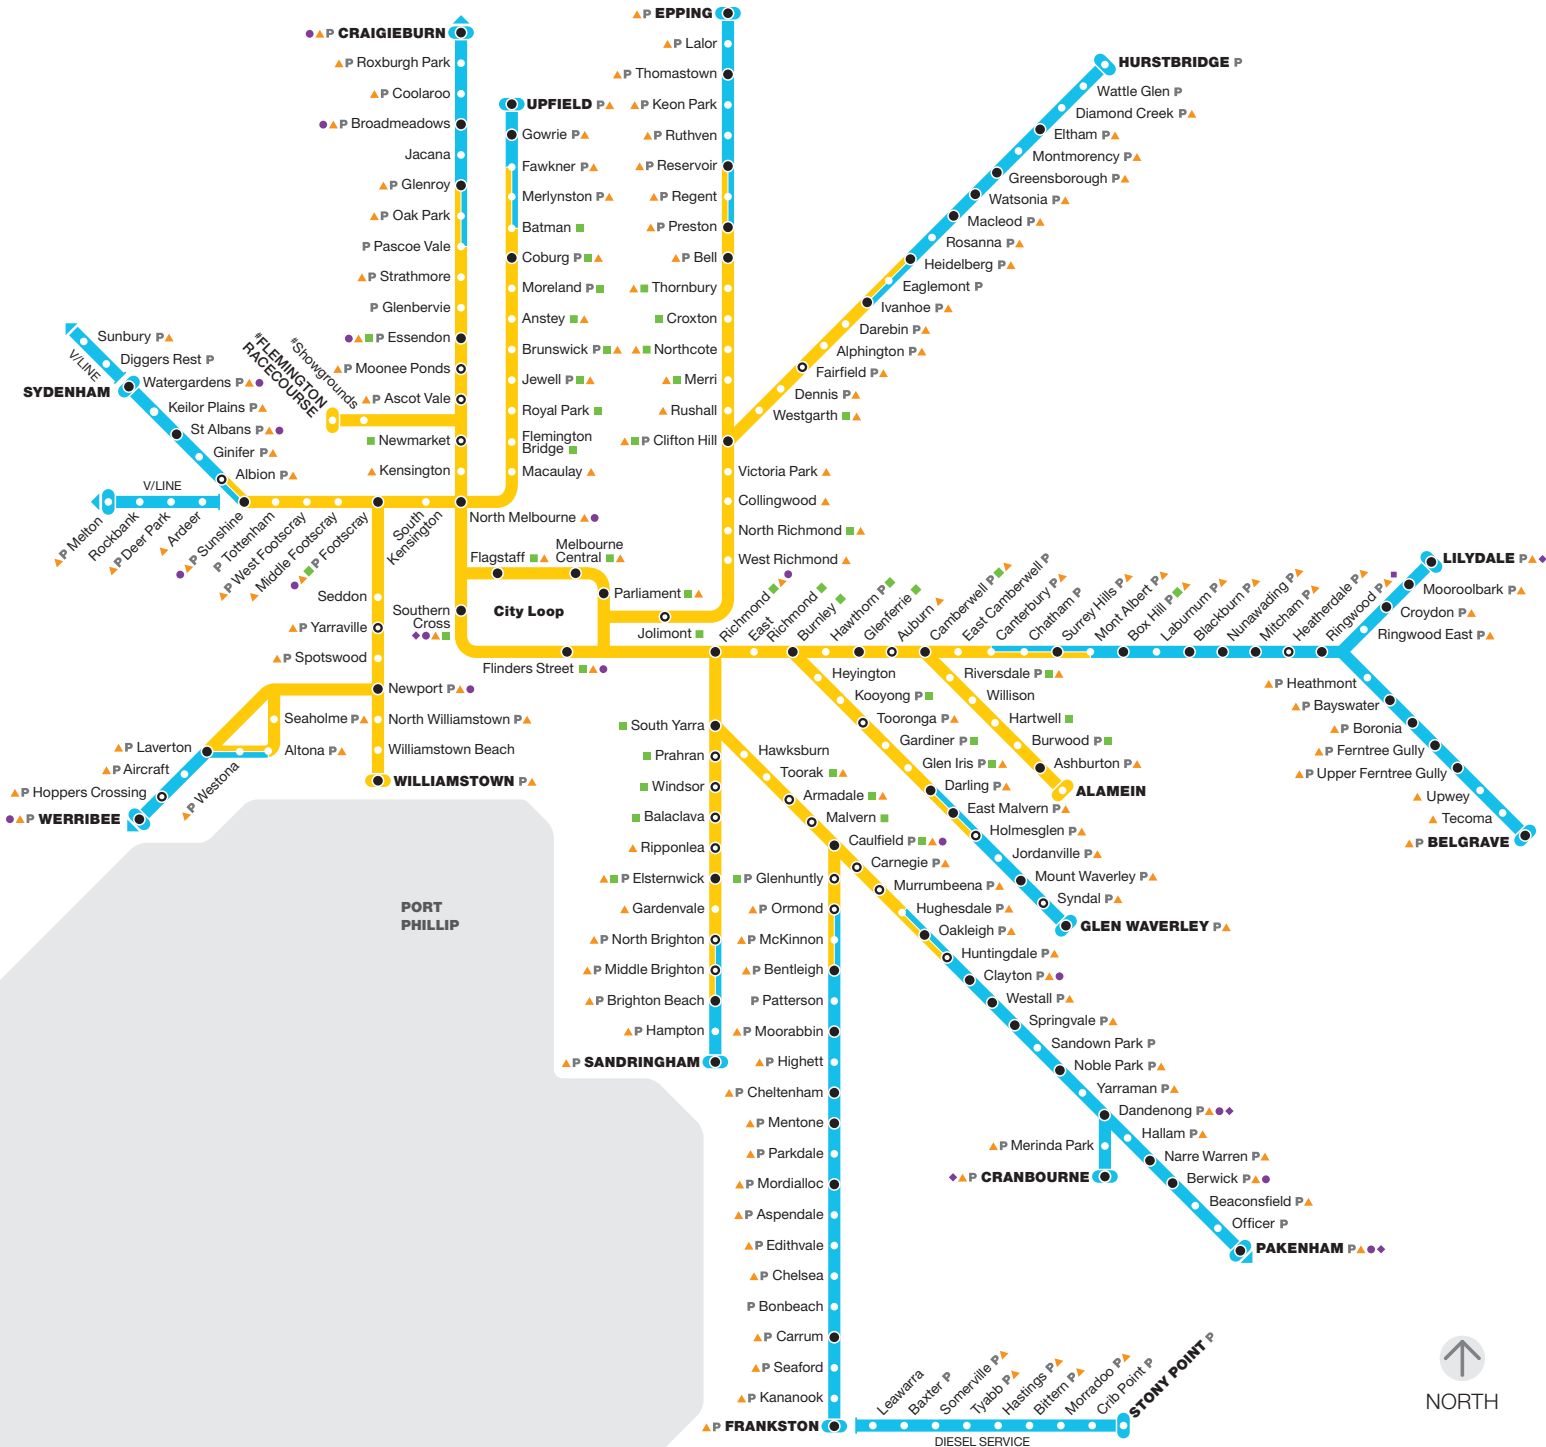 CRAIGIEBURN
P Roxburgh Park
P Coolaroo
P Broadmeadows
Jacana
P Glenroy
P Oak Park
P Pascoe Vale
P Strathmore
P Glenbervie
P Essendon
P Moonee Ponds
P Ascot Vale
Newmarket
Kensington
#FLEMINGTON
RACECOURSE
#Showgrounds
UPFIELD P
Gowrie P
Fawkner P
Merlynston P
Batman
Coburg P
Moreland P
Anstey
Brunswick P
Jewell P
Royal Park
Flemington
Bridge
Macaulay
P EPPING
P Lalor
P Thomastown
P Keon Park
P Ruthven
P Reservoir
P Regent
P Preston
P Bell
Thornbury
Croxton
Northcote
Merri
Rushall
P Clifton Hill
Victoria Park
Collingwood
North Richmond
West Richmond
HURSTBRIDGE P
Wattle Glen P
Diamond Creek P
Eltham P
Montmorency P
Greensborough P
Watsonia P
Macleod P
Rosanna P
Heidelberg P
Eaglemont P
Ivanhoe P
Darebin P
Alphington P
Fairfield P
Dennis P
Westgarth
Sunbury P
Diggers Rest P
V/LINE
SYDENHAM
Watergardens P
Keilor Plains P
St Albans P
Ginifer P
Albion P
V/LINE
P Melton
Rockbank
P Deer Park
Ardeer
P Sunshine
P Tottenham
P West Footscray
Middle Footscray
P Footscray
South
Kensington
North Melbourne
Flagstaff
Melbourne
Central
Parliament
Southern
Cross
City Loop
Jolimont
Flinders Street
Seddon
P Yarraville
P Spotswood
Newport P
Seaholme P
North Williamstown P
P Laverton
Altona P
Williamstown Beach
P Aircraft
P Westona
WILLIAMSTOWN P
P Hoppers Crossing
P WERRIBEE
PORT
PHILLIP
Richmond
East
Richmond
Burnley
Hawthorn P
Glenferrie
Auburn
Camberwell P
East Camberwell P
Canterbury P
Chatham P
Surrey Hills P
Mont Albert P
Box Hill P
Laburnum P
Blackburn P
Nunawading P
Mitcham P
Heatherdale P
Ringwood P
LILYDALE P
Mooroolbark P
Croydon P
Ringwood East P
P Heathmont
P Bayswater
P Boronia
P Ferntree Gully
P Upper Ferntree Gully
Upwey
Tecoma
P BELGRAVE
Riversdale P
Willison
Hartwell
Burwood P
Ashburton P
ALAMEIN
Heyington
Kooyong P
Tooronga P
Gardiner P
Glen Iris P
Darling P
East Malvern P
Holmesglen P
Jordanville P
Mount Waverley P
Syndal P
GLEN WAVERLEY P
South Yarra
Prahran
Windsor
Balaclava
Ripponlea
P Elsternwick
Gardenvale
P North Brighton
P Middle Brighton
P Brighton Beach
P Hampton
P SANDRINGHAM
Hawksburn
Toorak
Armadale
Malvern
Caulfield P
Carnegie P
Murrumbeena P
Hughesdale P
Oakleigh P
Huntingdale P
Clayton P
Westall P
Springvale P
Sandown Park P
Noble Park P
Yarraman P
Dandenong P
Hallam P
Narre Warren P
Berwick P
Beaconsfield P
Officer P
PAKENHAM P
P Merinda Park
P CRANBOURNE
P Glenhuntly
P Ormond
P McKinnon
P Bentleigh
P Patterson
P Moorabbin
P Highett
P Cheltenham
P Mentone
P Parkdale
P Mordialloc
P Aspendale
P Edithvale
P Chelsea
P Bonbeach
P Carrum
P Seaford
P Kananook
P FRANKSTON
Leawarra
Baxter P
Somerville P
Tyabb P
Hastings P
Bittern P
Morradoo P
Crib Point P
STONY POINT P
DIESEL SERVICE
NORTH